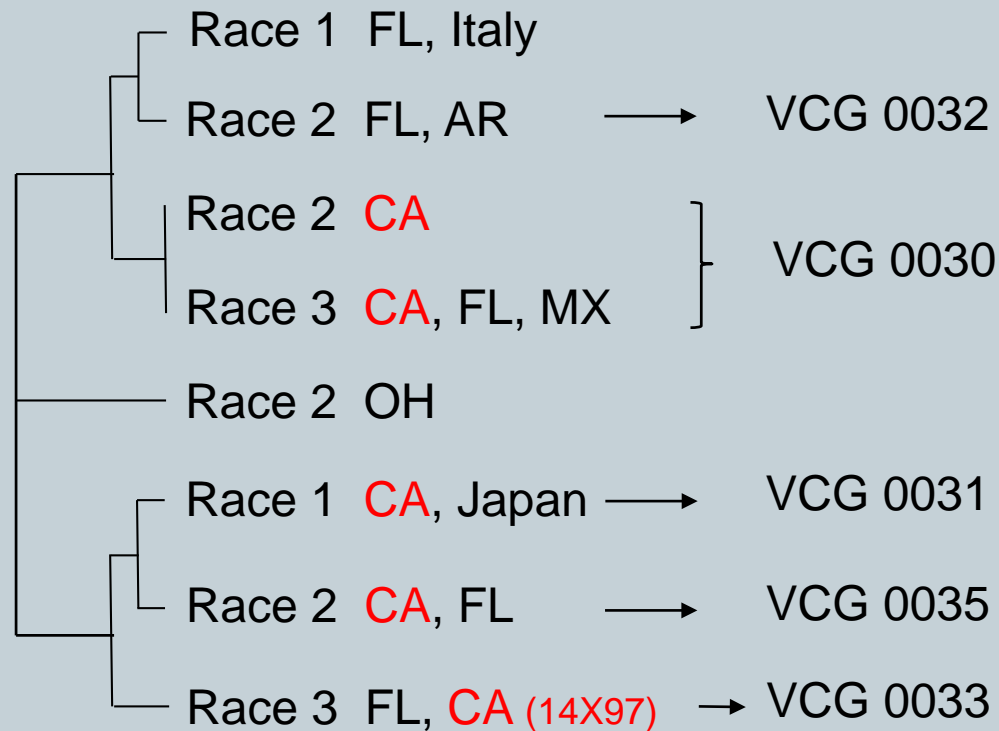 Race 1 FL, Italy
Race 2 FL, AR → VCG 0032
Race 2 CA
VCG 0030
Race 3 CA, FL, MX
Race 2 OH
Race 1 CA, Japan → VCG 0031
Race 2 CA, FL → VCG 0035
Race 3 FL, CA (14X97) → VCG 0033